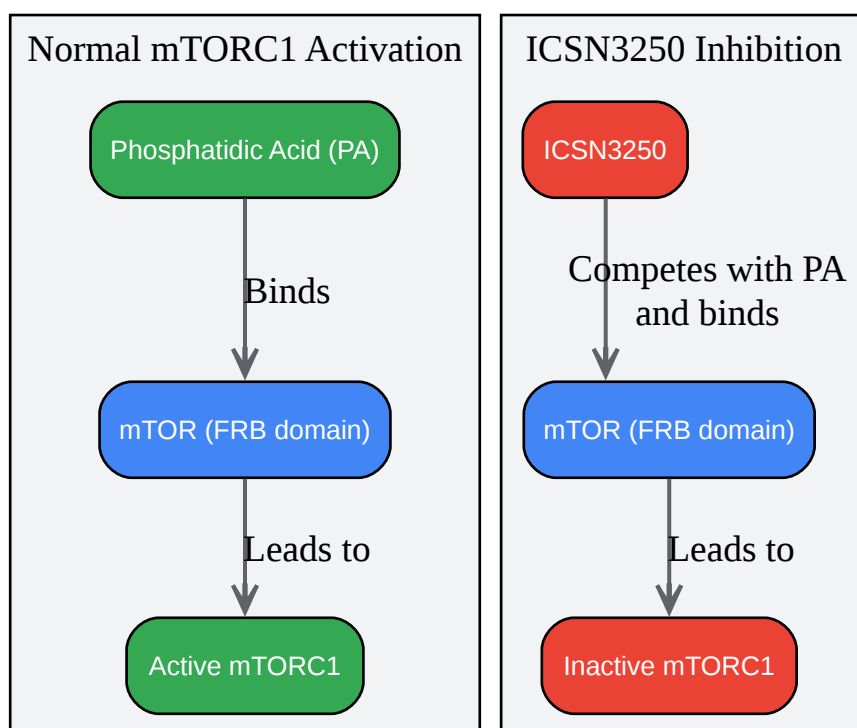 Normal mTORC1 Activation
Phosphatidic Acid (PA)
Binds
mTOR (FRB domain)
Leads to
Active mTORC1
ICSN3250 Inhibition
ICSN3250
Competes with PA
and binds
mTOR (FRB domain)
Leads to
Inactive mTORC1